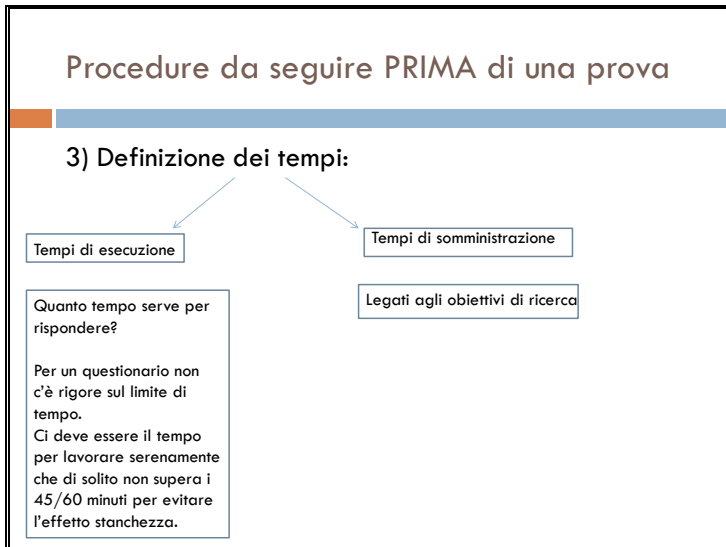 Procedure da seguire PRIMA di una prova
3) Definizione dei tempi:
Tempi di esecuzione
Tempi di somministrazione
Quanto tempo serve per
rispondere?
Per un questionario non
c'è rigore sul limite di
tempo.
Ci deve essere il tempo
per lavorare serenamente
che di solito non supera i
45/60 minuti per evitare
l'effetto stanchezza.
Legati agli obiettivi di ricerca